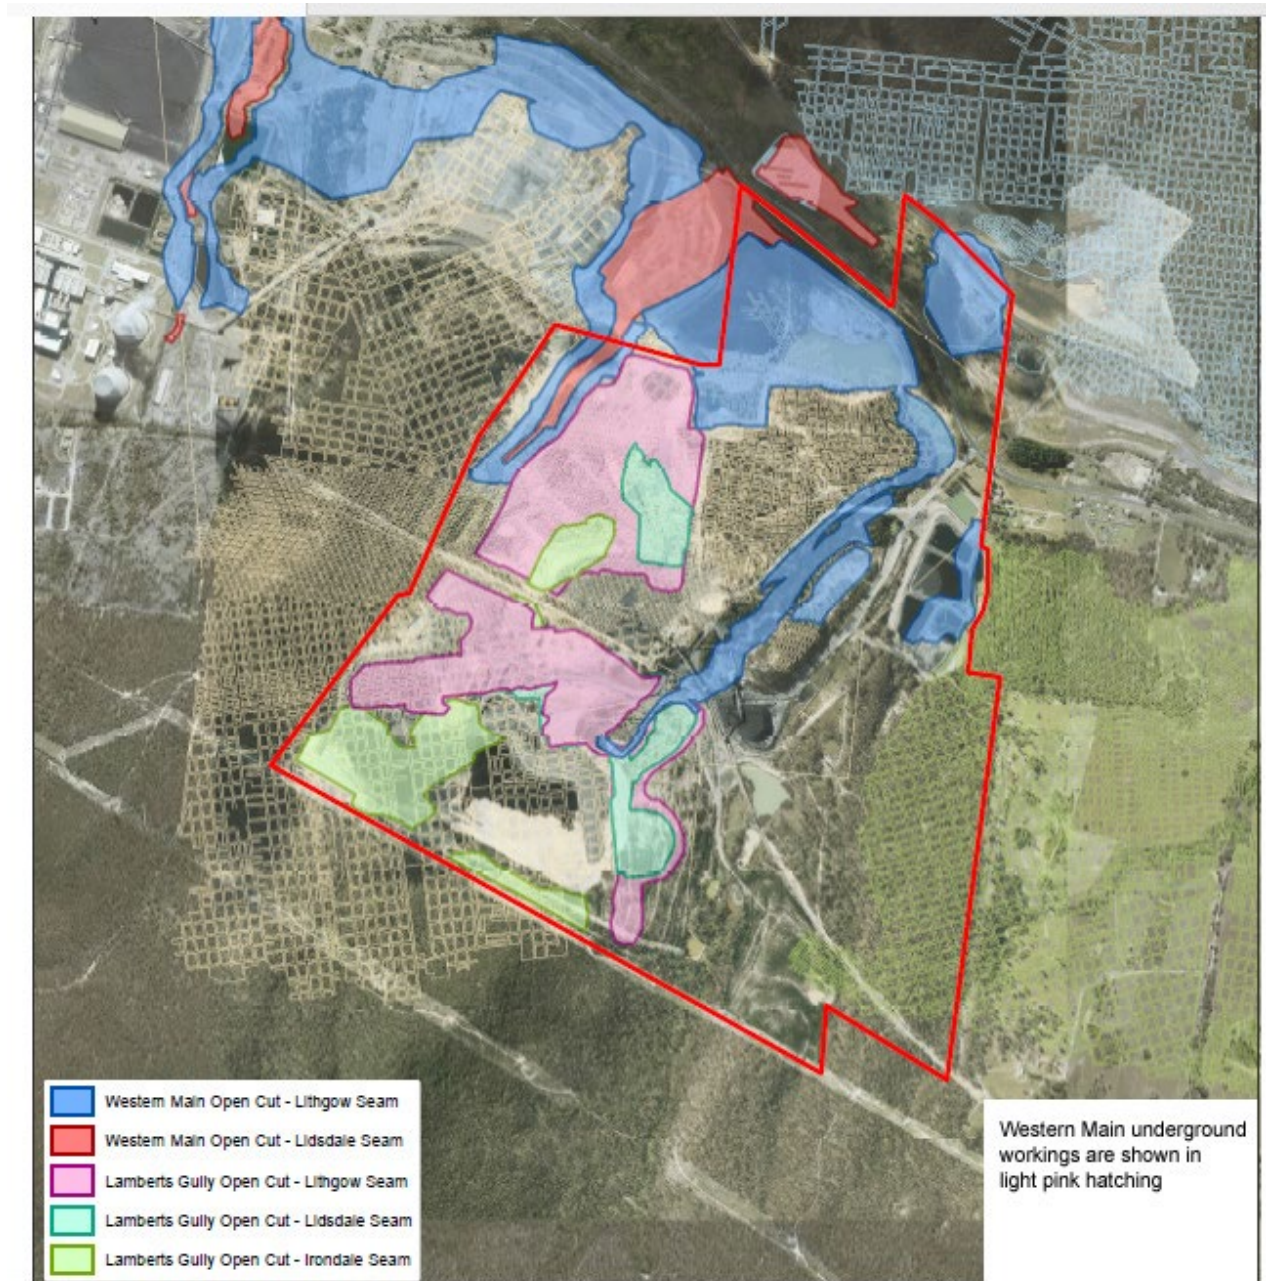 Western Main Open Cut - Lithgow Seam
Western Main Open Cut - Lidsdale Seam
Lamberts Gully Open Cut - Lithgow Seam
Lamberts Gully Open Cut - Lidsdale Seam
Lamberts Gully Open Cut - Irondale Seam
Western Main underground
workings are shown in
light pink hatching